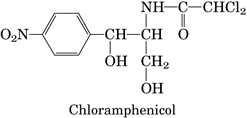 NH—C—CHCl₂
O₂N—CH—CH O
OH CH₂
OH
Chloramphenicol